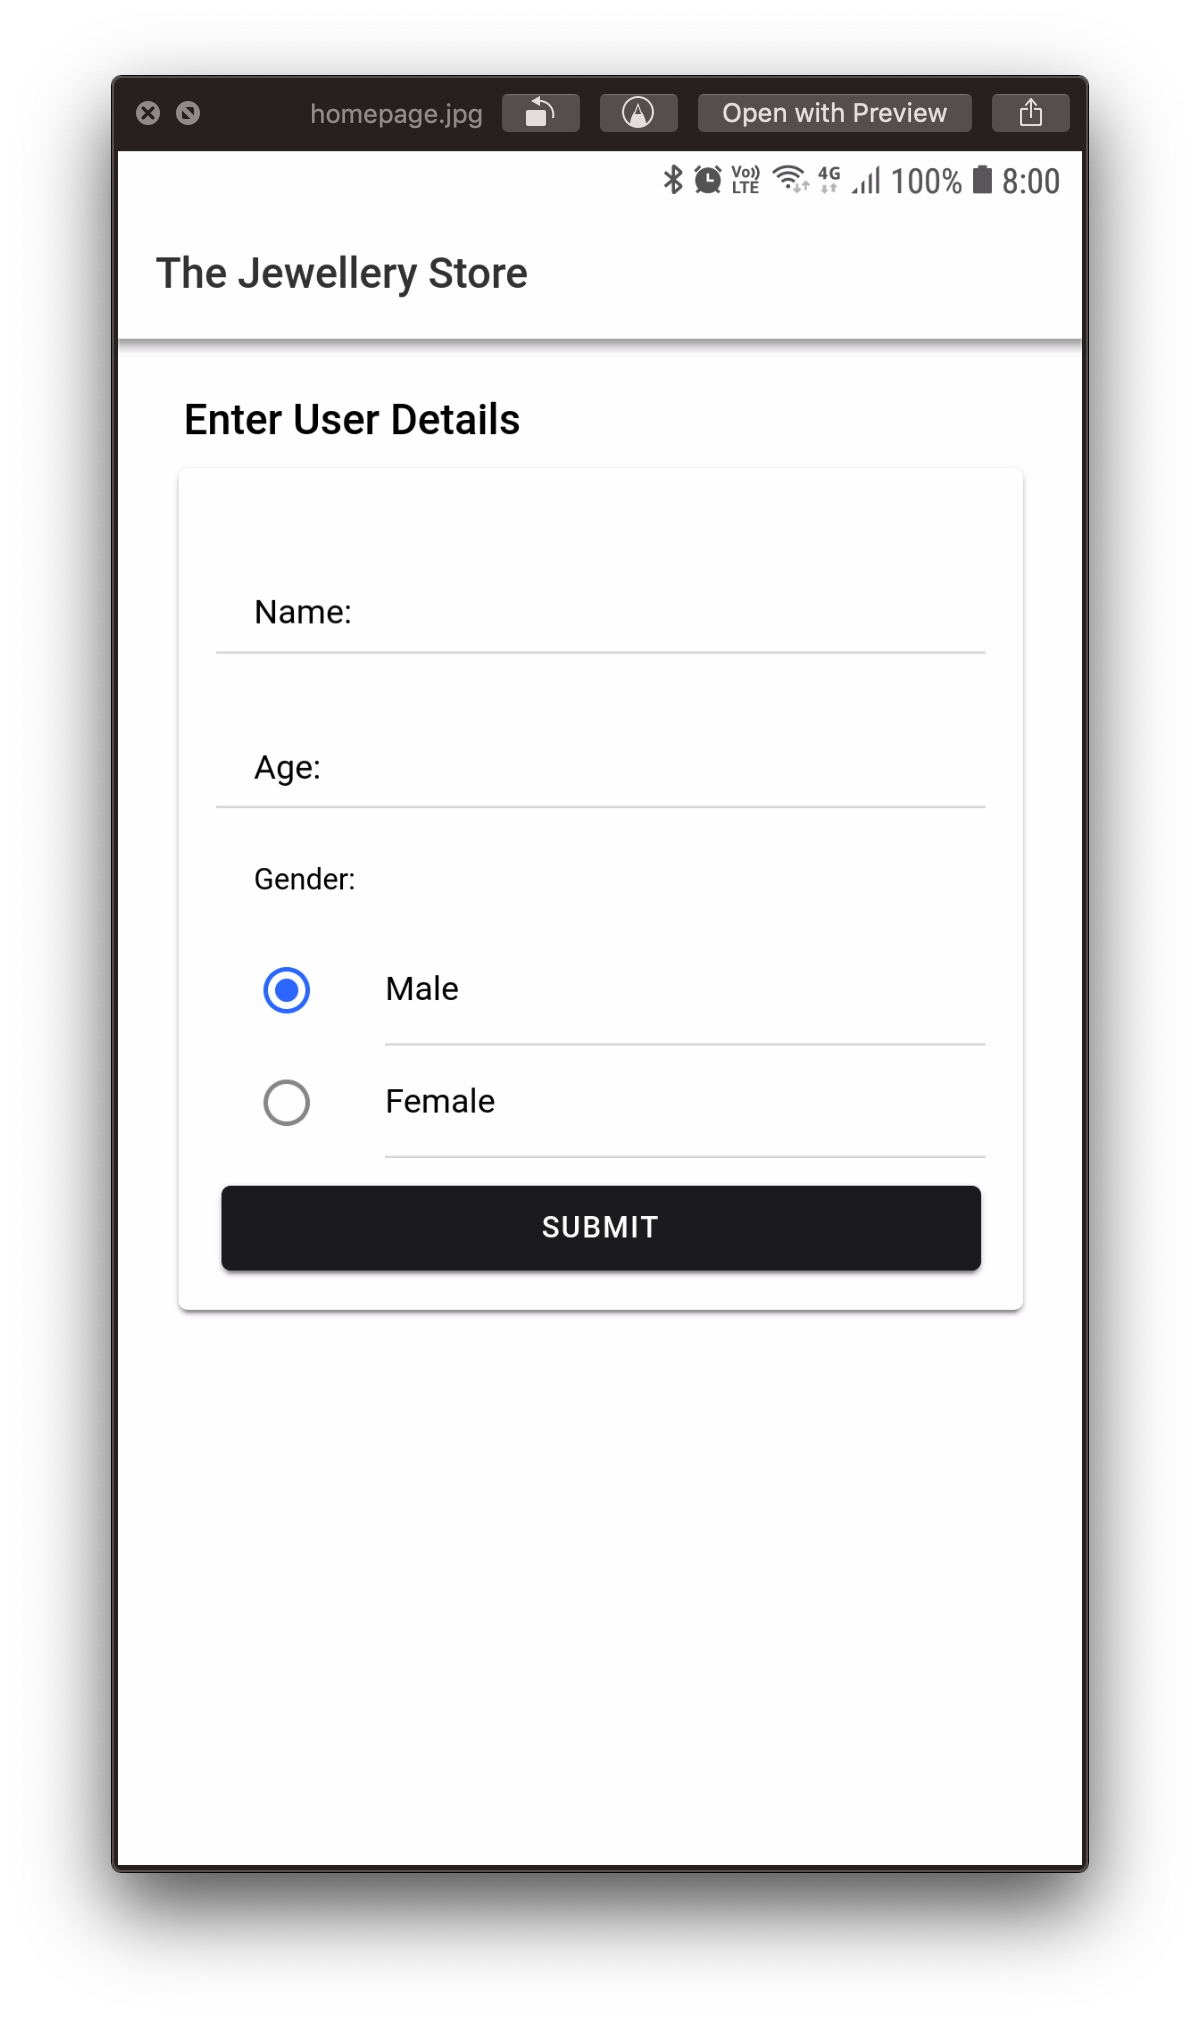 homepage.jpg Open with Preview
Vo)) LTE 4G 100% 8:00
The Jewellery Store
Enter User Details
Name:
Age:
Gender:
Male
Female
SUBMIT